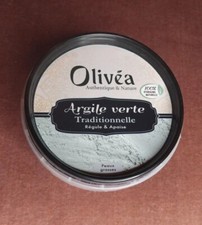 Olivéa
Authentique & Nature
Argile verte
Traditionnelle
Régule & Apaise
Peaux
grasses